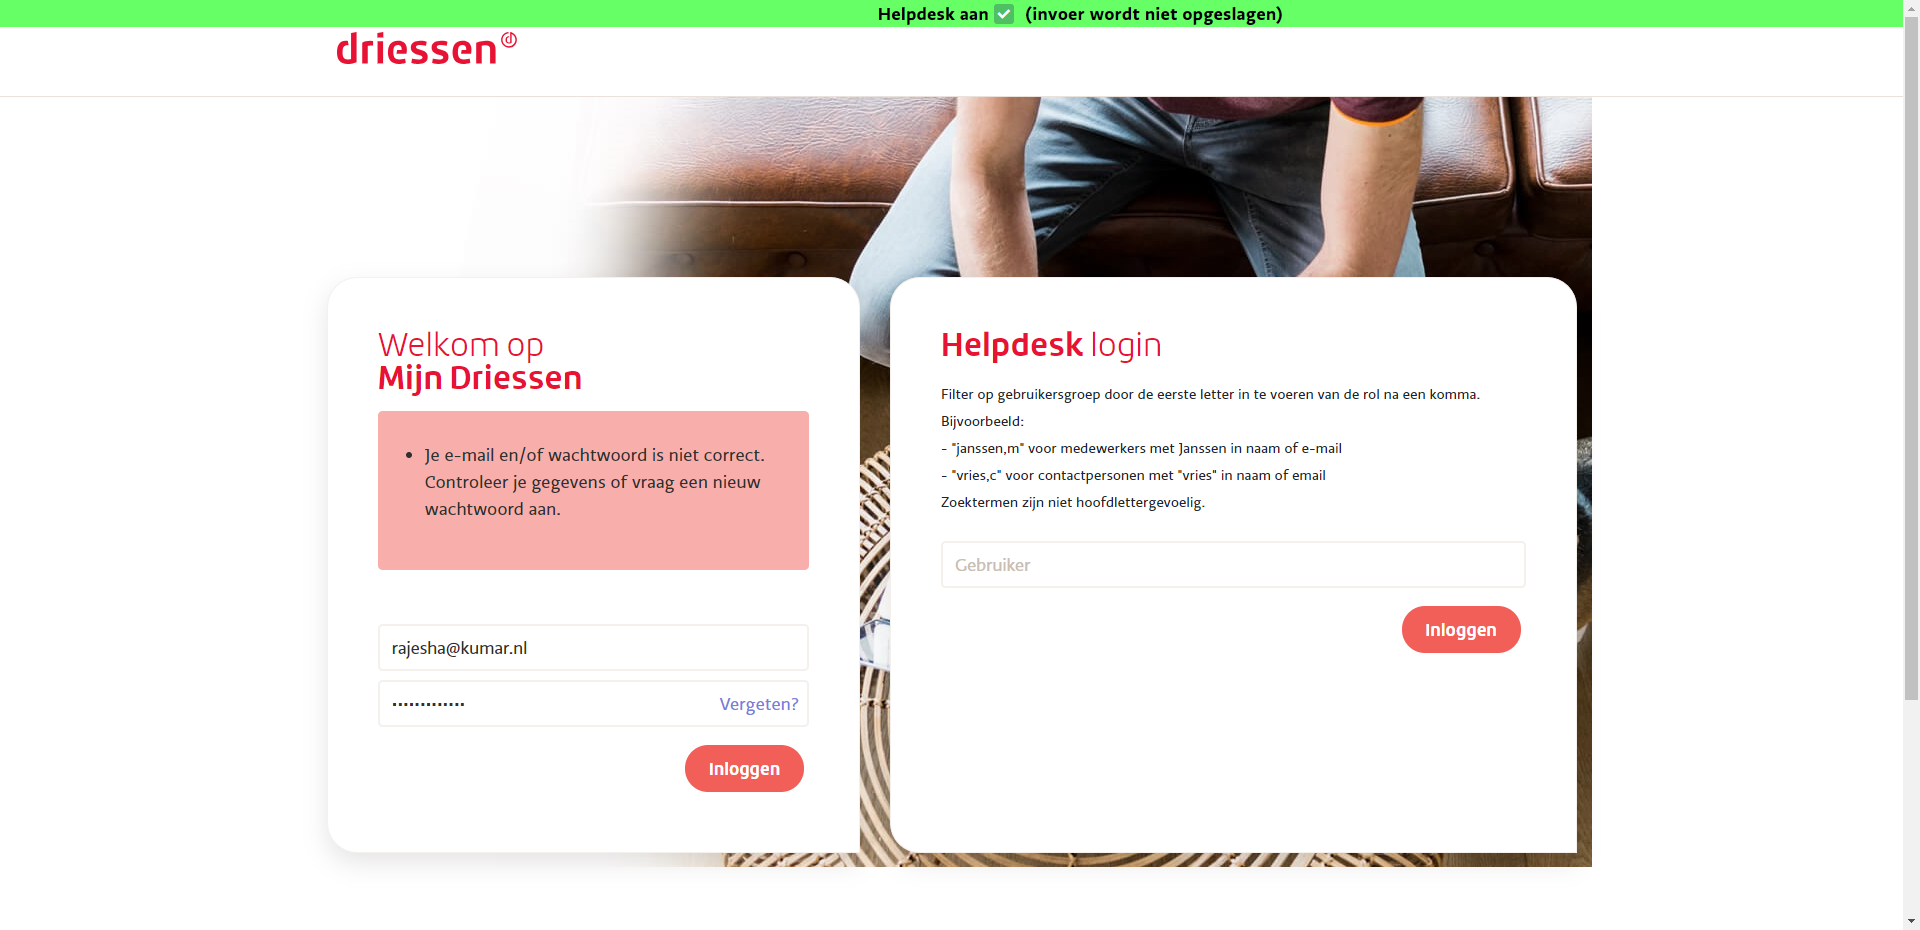 Helpdesk aan (invoer wordt niet opgeslagen)
driessen
Welkom op
Mijn Driessen
Je e-mail en/of wachtwoord is niet correct.
Controleer je gegevens of vraag een nieuw
wachtwoord aan.
rajesha@kumar.nl
Vergeten?
Inloggen
Helpdesk login
Filter op gebruikersgroep door de eerste letter in te voeren van de rol na een komma.
Bijvoorbeeld:
- "janssen,m" voor medewerkers met Janssen in naam of e-mail
- "vries,c" voor contactpersonen met "vries" in naam of email
Zoektermen zijn niet hoofdlettergevoelig.
Gebruiker
Inloggen